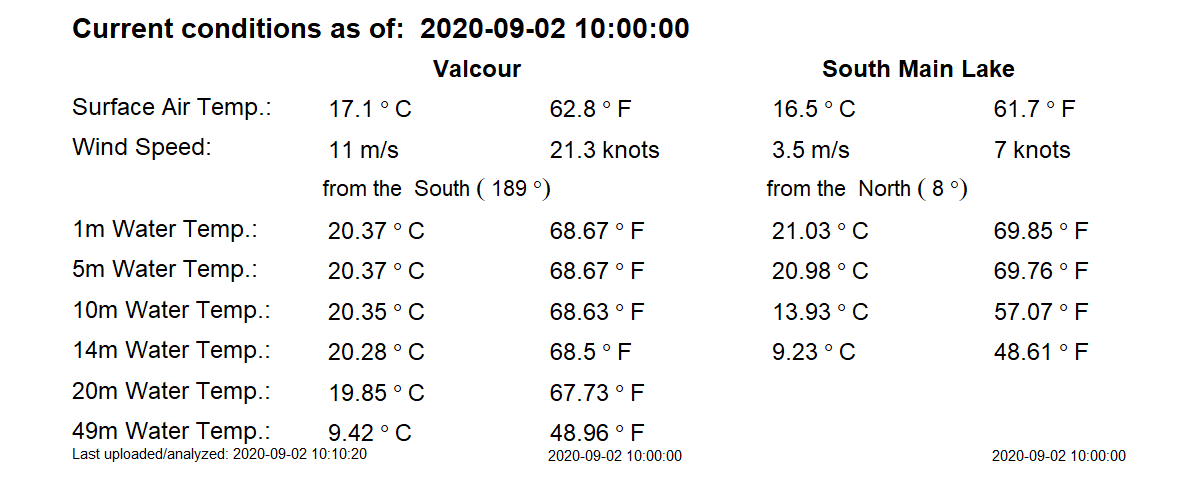 Current conditions as of: 2020-09-02 10:00:00
Valcour South Main Lake
Surface Air Temp.: 17.1 ° C 62.8 ° F 16.5 ° C 61.7 ° F
Wind Speed: 11 m/s 21.3 knots 3.5 m/s 7 knots
from the South ( 189 °) from the North ( 8 °)
1m Water Temp.: 20.37 ° C 68.67 ° F 21.03 ° C 69.85 ° F
5m Water Temp.: 20.37 ° C 68.67 ° F 20.98 ° C 69.76 ° F
10m Water Temp.: 20.35 ° C 68.63 ° F 13.93 ° C 57.07 ° F
14m Water Temp.: 20.28 ° C 68.5 ° F 9.23 ° C 48.61 ° F
20m Water Temp.: 19.85 ° C 67.73 ° F
49m Water Temp.: 9.42 ° C 48.96 ° F
Last uploaded/analyzed: 2020-09-02 10:10:20 2020-09-02 10:00:00 2020-09-02 10:00:00